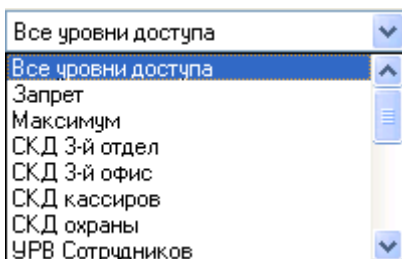 Все уровни доступа
Все уровни доступа
Запрет
Максимум
СКД 3-й отдел
СКД 3-й офис
СКД кассиров
СКД охраны
УРВ Сотрудников